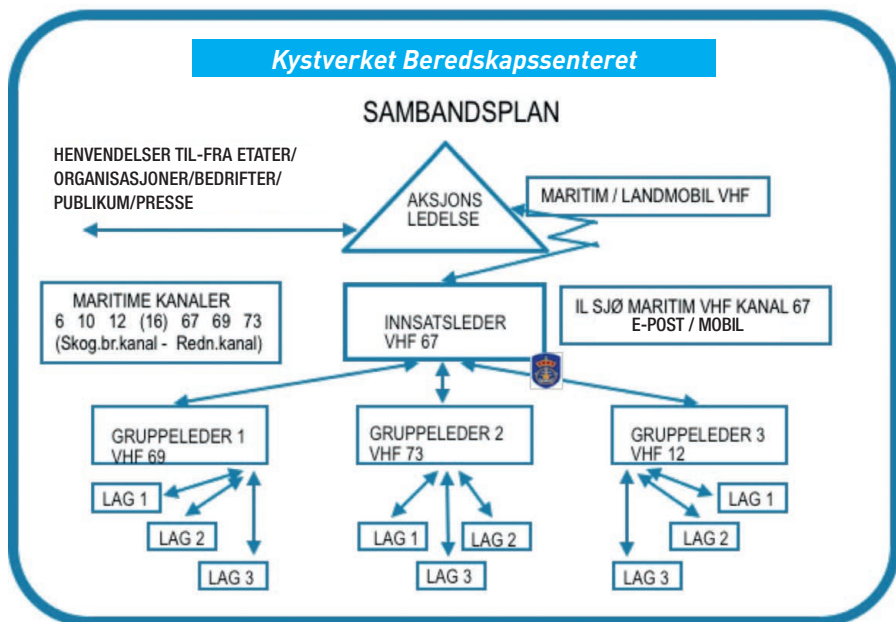 Kystverket Beredskapssenteret
SAMBANDSPLAN
HENVENDELSER TIL-FRA ETATER/
ORGANISASJONER/BEDRIFTER/
PUBLIKUM/PRESSE
AKSJONS
LEDELSE
MARITIM / LANDMOBIL VHF
MARITIME KANALER
6 10 12 (16) 67 69 73
(Skog.br.kanal - Redn.kanal)
INNSATSLEDER
VHF 67
IL SJØ MARITIM VHF KANAL 67
E-POST / MOBIL
GRUPPELEDER 1
VHF 69
GRUPPELEDER 2
VHF 73
GRUPPELEDER 3
VHF 12
LAG 1
LAG 2
LAG 3
LAG 1
LAG 2
LAG 3
LAG 1
LAG 2
LAG 3